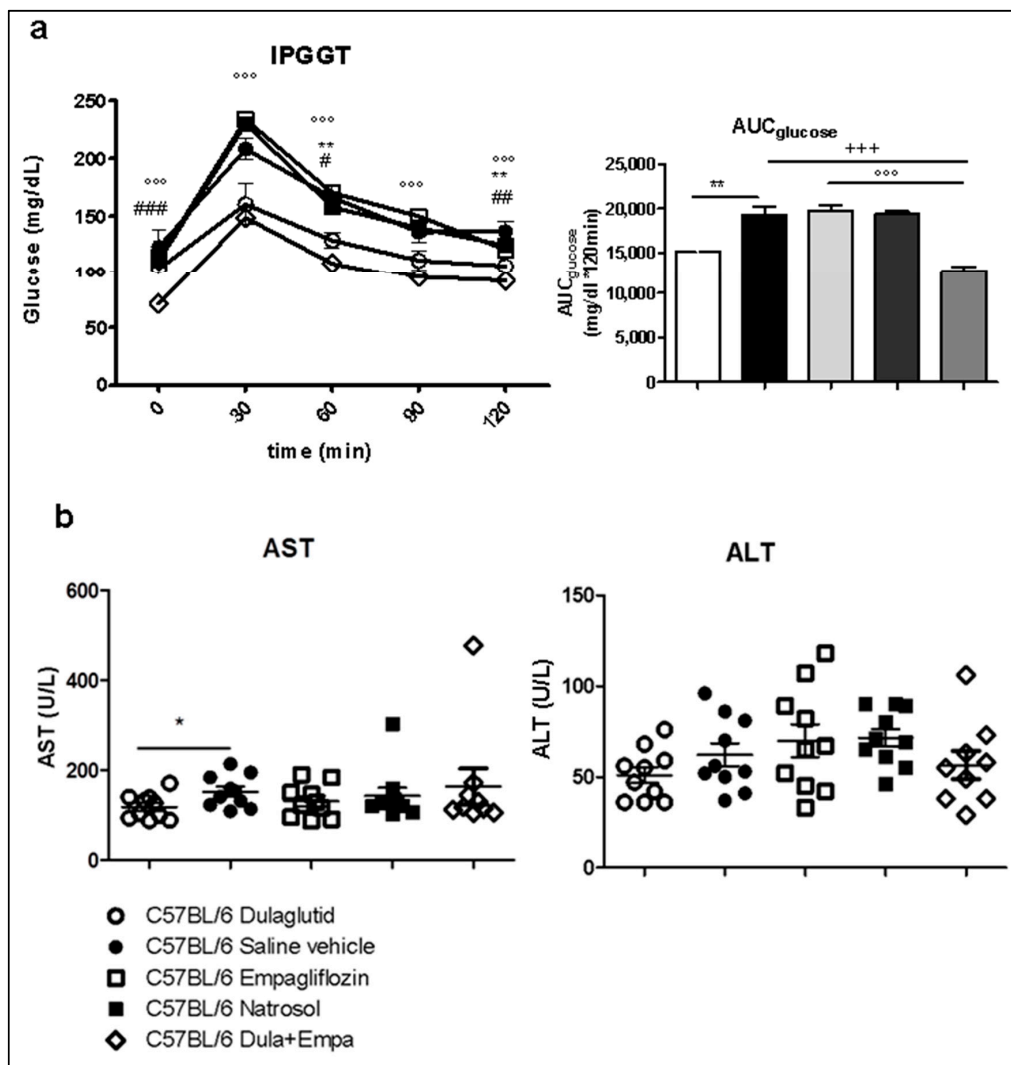 a
IPGGT
°°°
°°°
**
#
°°°
###
°°°
°°°
**
##
250
200
150
100
50
0
Glucose (mg/dL)
0 30 60 90 120
time (min)
AUCglucose
+++
**
°°°
25,000
20,000
15,000
10,000
5,000
0
AUCglucose
(mg/dl *120min)
b
AST
*
600
400
200
0
AST (U/L)
ALT
150
100
50
0
ALT (U/L)
C57BL/6 Dulaglutid
C57BL/6 Saline vehicle
C57BL/6 Empagliflozin
C57BL/6 Natrosol
C57BL/6 Dula+Empa